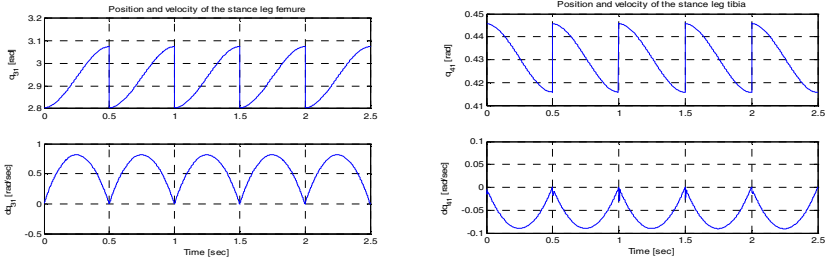 Position and velocity of the stance leg femure
3.2
3.1
3
2.9
2.8
q31 [rad]
0 0.5 1 1.5 2 2.5
1
0.5
0
-0.5
dq31 [rad/sec]
0 0.5 1 1.5 2 2.5
Time [sec]
Position and velocity of the stance leg tibia
0.45
0.44
0.43
0.42
0.41
q41 [rad]
0 0.5 1 1.5 2 2.5
0.1
0.05
0
-0.05
-0.1
dq41 [rad/sec]
0 0.5 1 1.5 2 2.5
Time [sec]